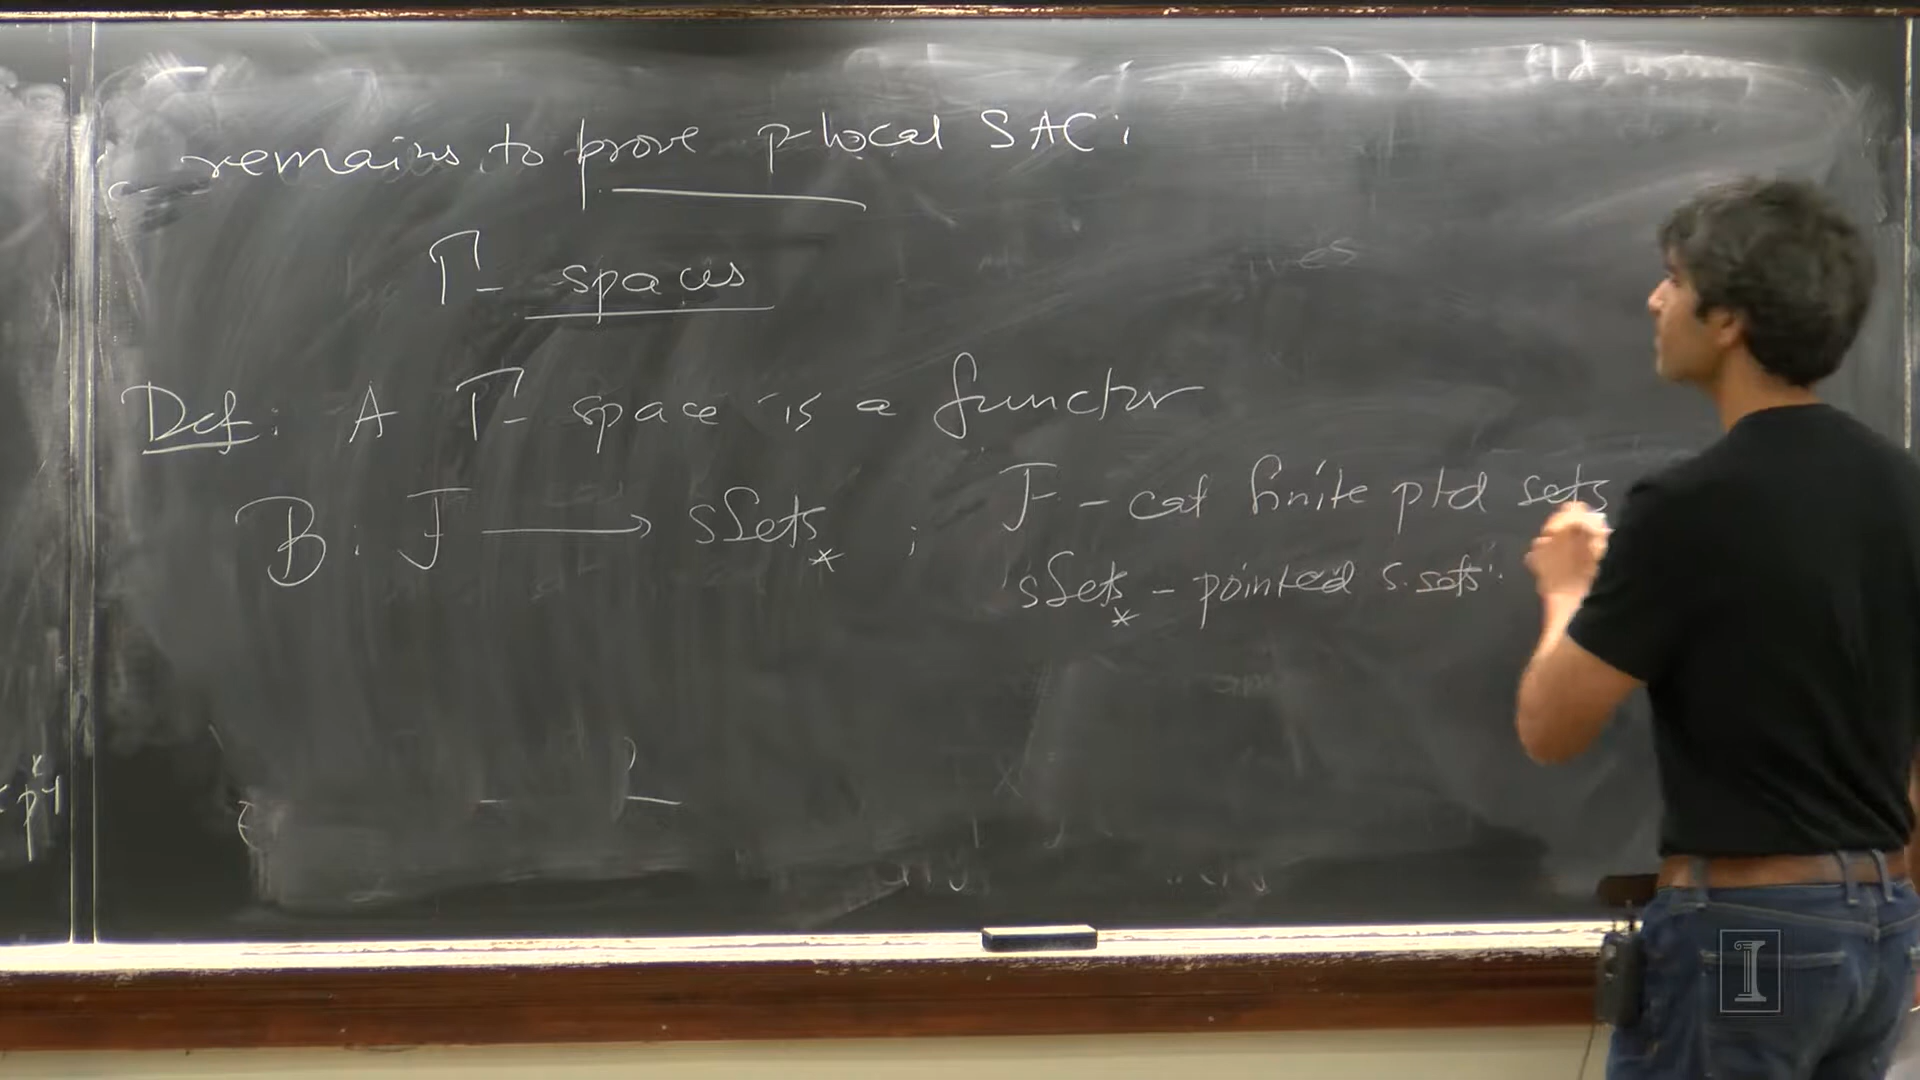 remains to prove p-local SAC:
Γ- spaces
Def: A Γ- space is a functor
B: F ⟶ sSets* ;
F - cat finite ptd sets
sSets* - pointed s. sets.